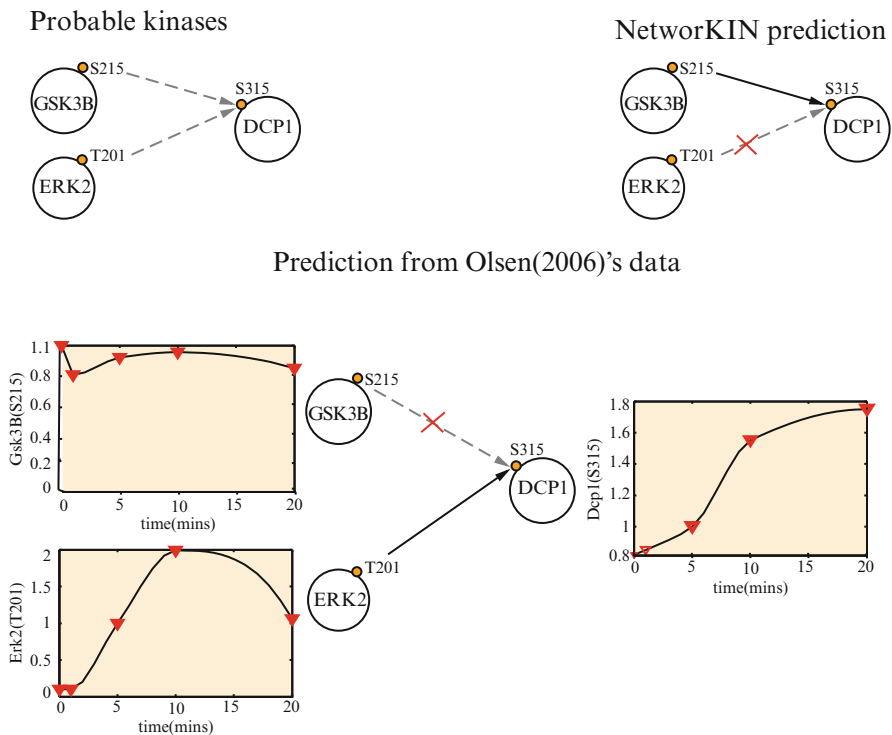 Probable kinases
NetworKIN prediction
S215
GSK3B
S315
DCP1
T201
ERK2
S215
GSK3B
S315
DCP1
T201
ERK2
Prediction from Olsen(2006)'s data
Gsk3B(S215)
1.1
0.8
0.6
0.4
0.2
0
0 5 10 15 20
time(mins)
S215
GSK3B
S315
DCP1
T201
ERK2
Erk2(T201)
2
1.5
1
0.5
0
0 5 10 15 20
time(mins)
Dcp1(S315)
1.8
1.6
1.4
1.2
1
0.8
0 5 10 15 20
time(mins)